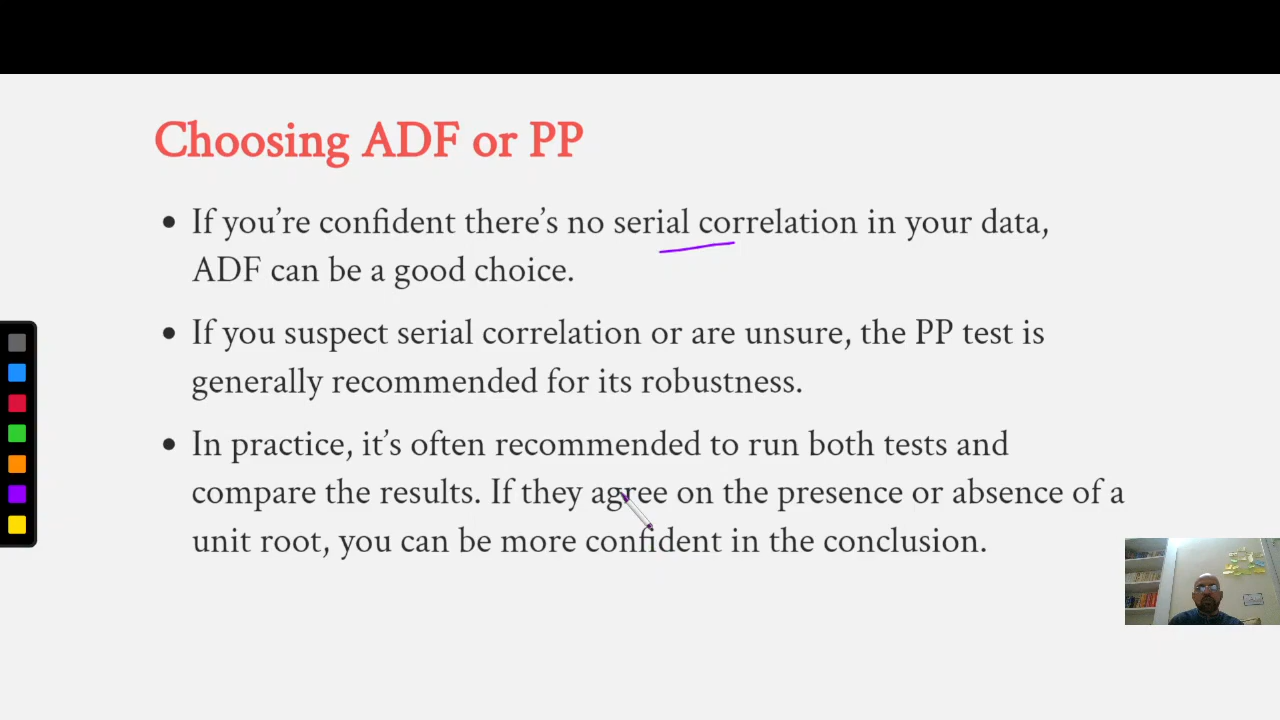 Choosing ADF or PP
• If you’re confident there’s no serial correlation in your data,
ADF can be a good choice.
• If you suspect serial correlation or are unsure, the PP test is
generally recommended for its robustness.
• In practice, it’s often recommended to run both tests and
compare the results. If they agree on the presence or absence of a
unit root, you can be more confident in the conclusion.